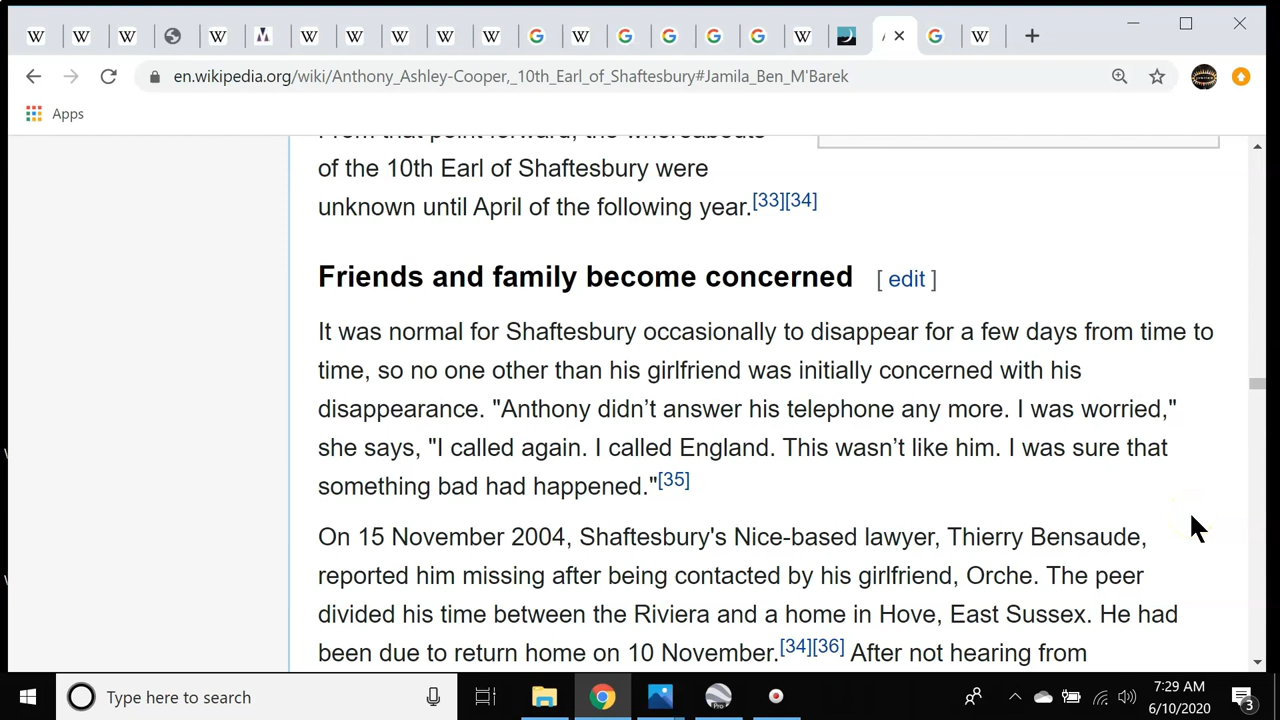 en.wikipedia.org/wiki/Anthony_Ashley-Cooper,_10th_Earl_of_Shaftesbury#Jamila_Ben_M'Barek
Apps
From that point forward, the whereabouts
of the 10th Earl of Shaftesbury were
unknown until April of the following year.[33][34]
Friends and family become concerned [ edit ]
It was normal for Shaftesbury occasionally to disappear for a few days from time to
time, so no one other than his girlfriend was initially concerned with his
disappearance. "Anthony didn’t answer his telephone any more. I was worried,"
she says, "I called again. I called England. This wasn’t like him. I was sure that
something bad had happened."[35]
On 15 November 2004, Shaftesbury's Nice-based lawyer, Thierry Bensaude,
reported him missing after being contacted by his girlfriend, Orche. The peer
divided his time between the Riviera and a home in Hove, East Sussex. He had
been due to return home on 10 November.[34][36] After not hearing from
Type here to search
7:29 AM
6/10/2020
3